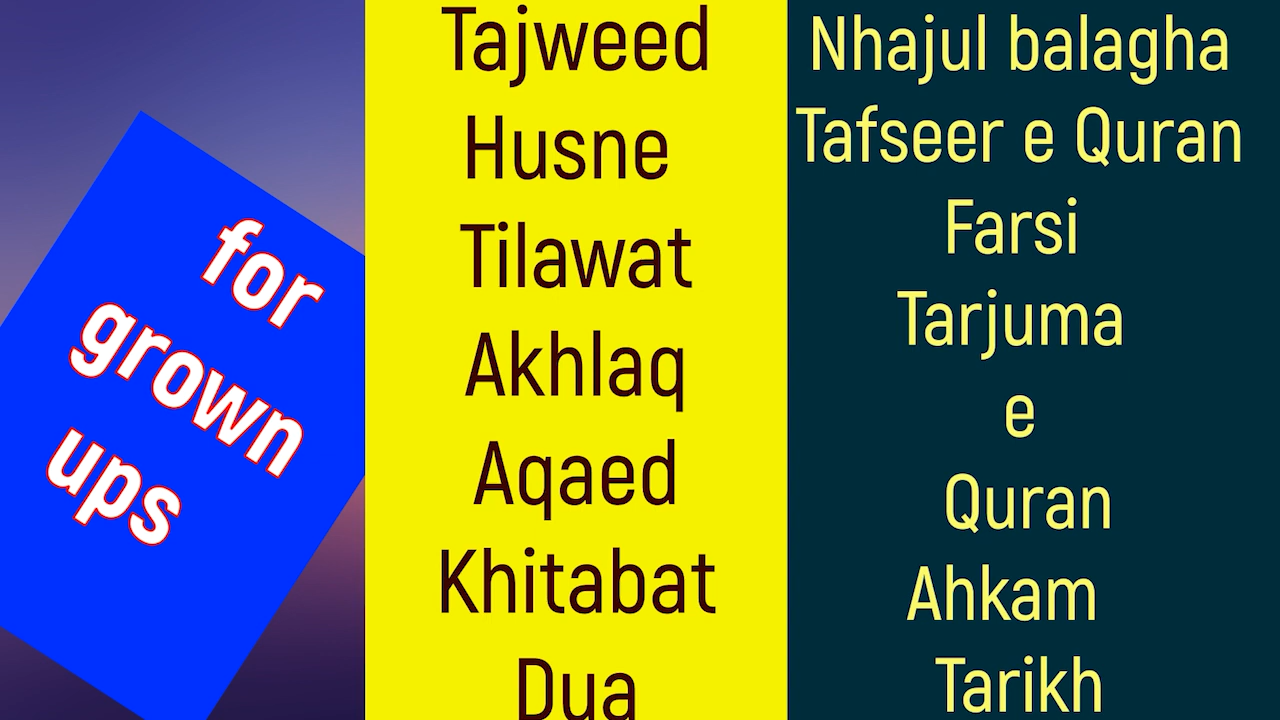 for
grown
ups
Tajweed
Husne
Tilawat
Akhlaq
Aqaed
Khitabat
Dua
Nhajul balagha
Tafseer e Quran
Farsi
Tarjuma
e
Quran
Ahkam
Tarikh